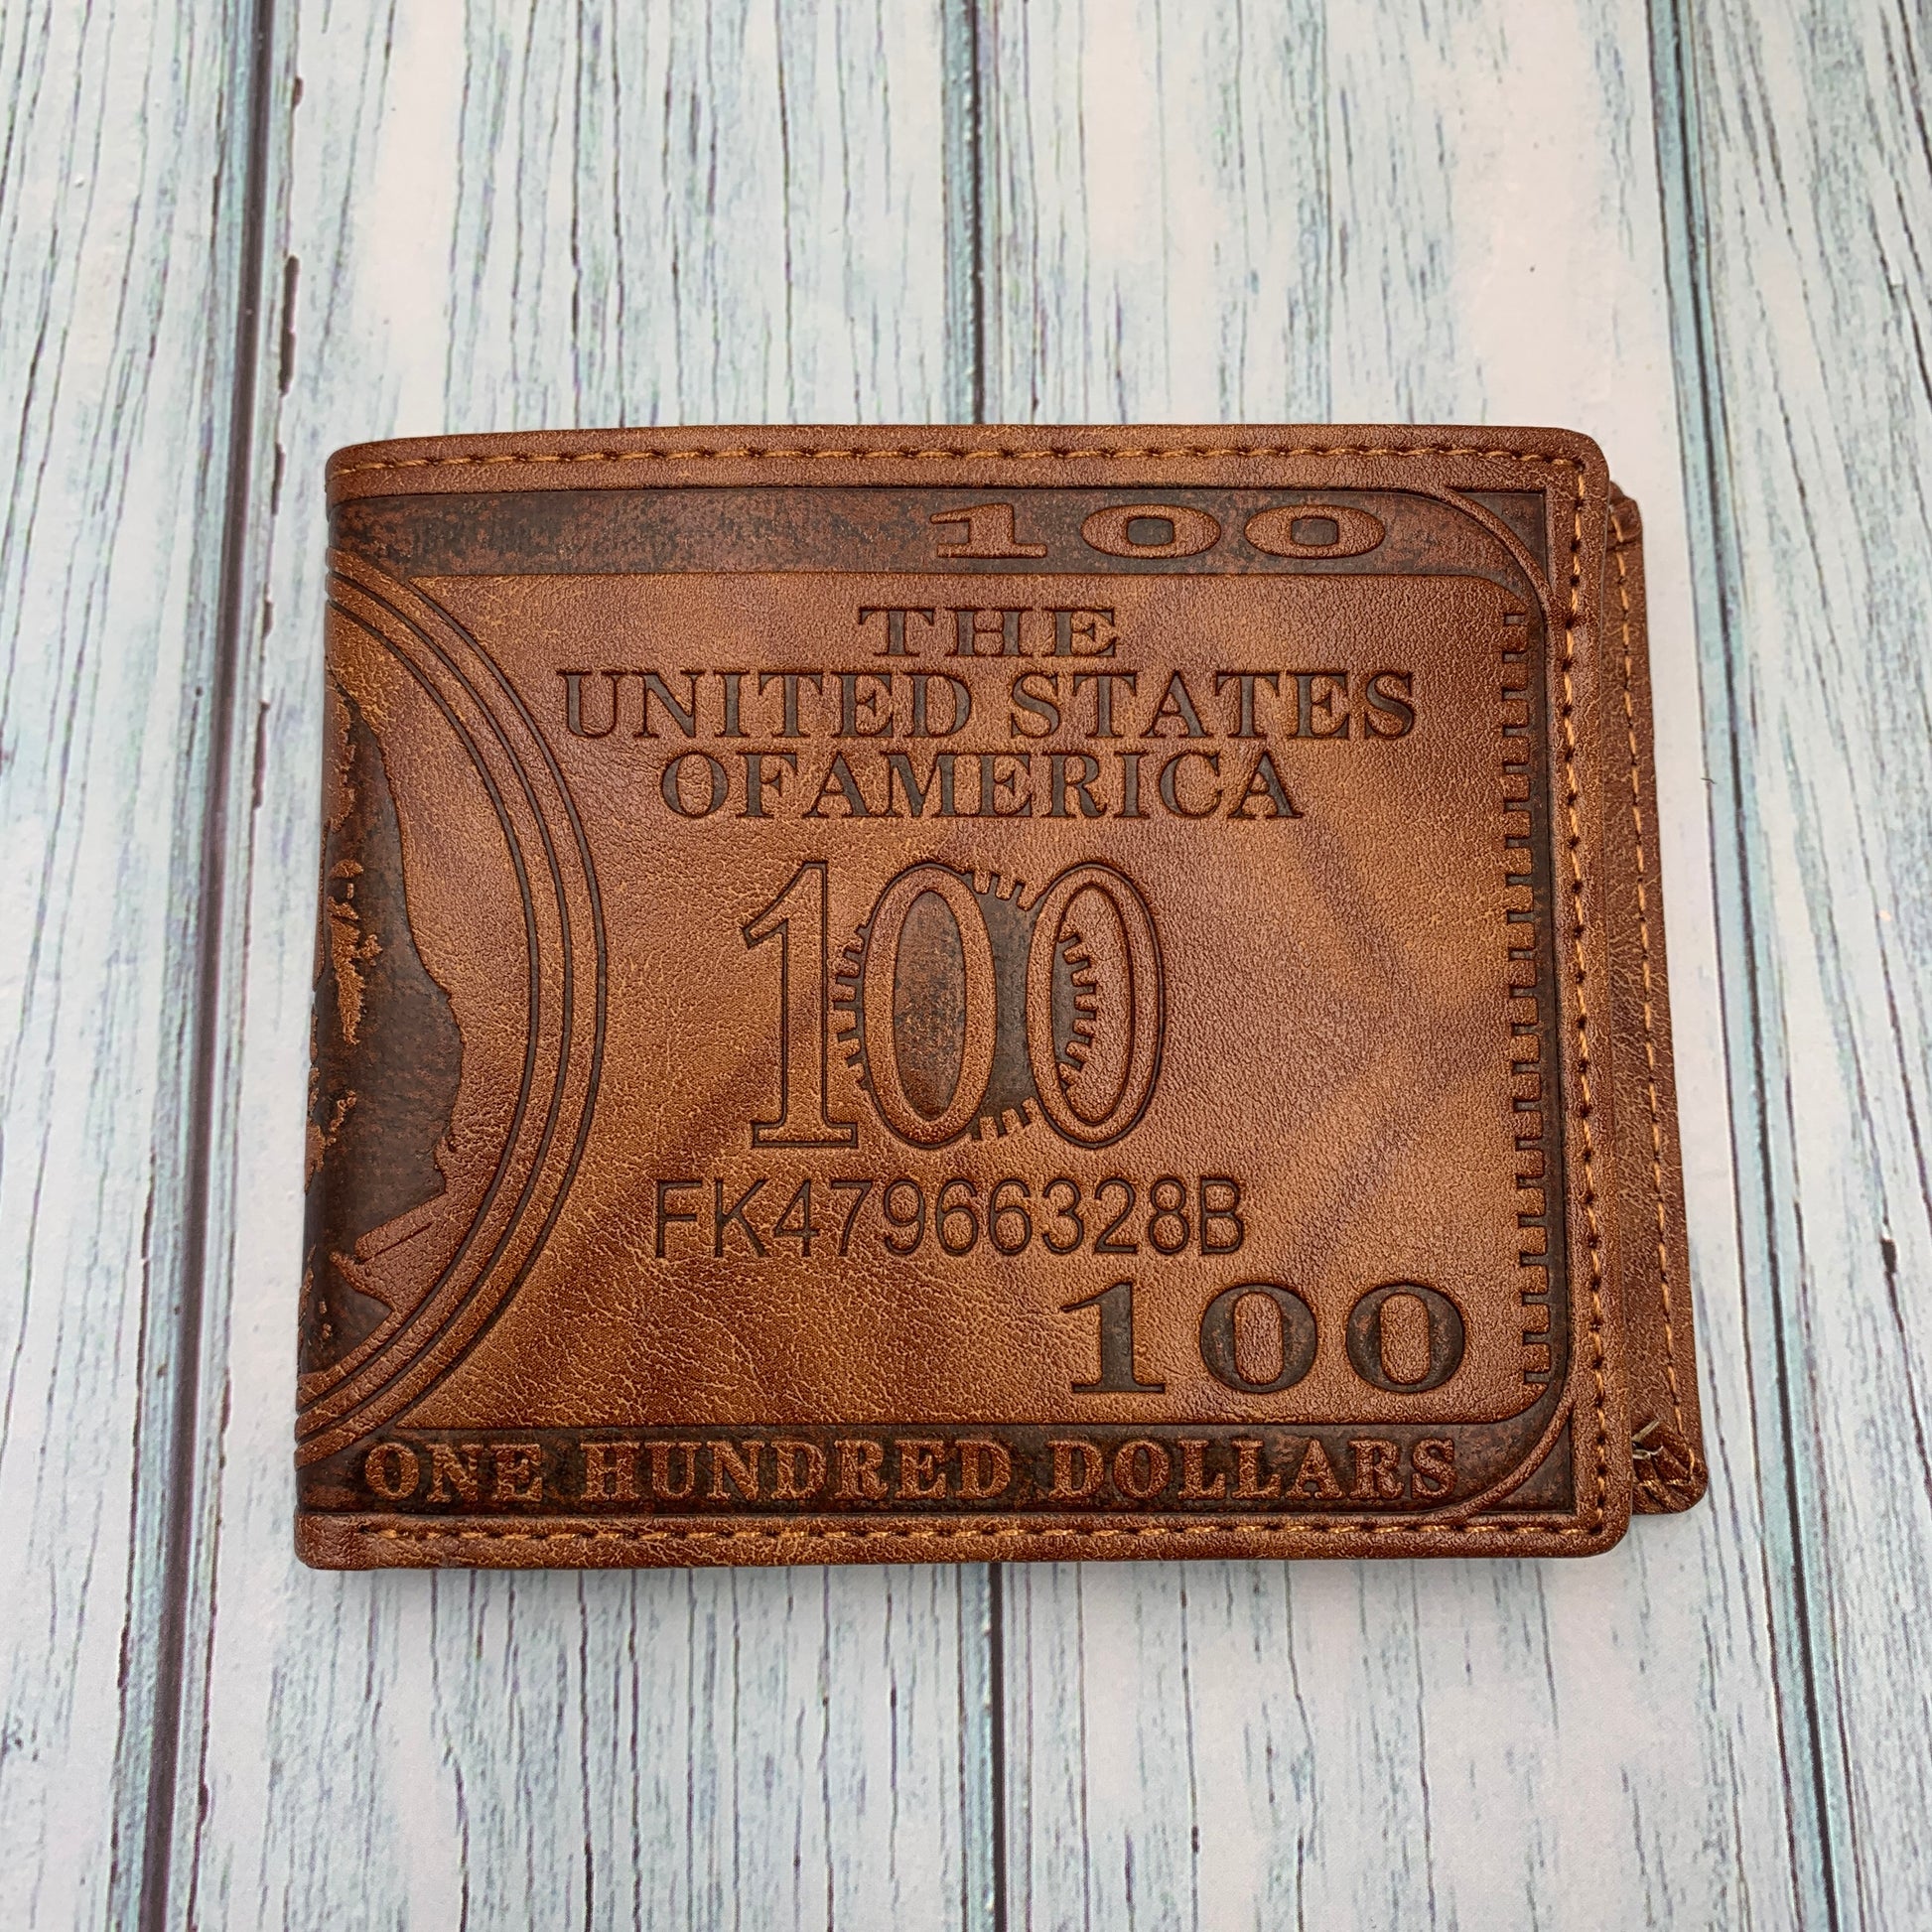 100
THE
UNITED STATES
OFAMERICA
100
FK47966328B
100
ONE HUNDRED DOLLARS